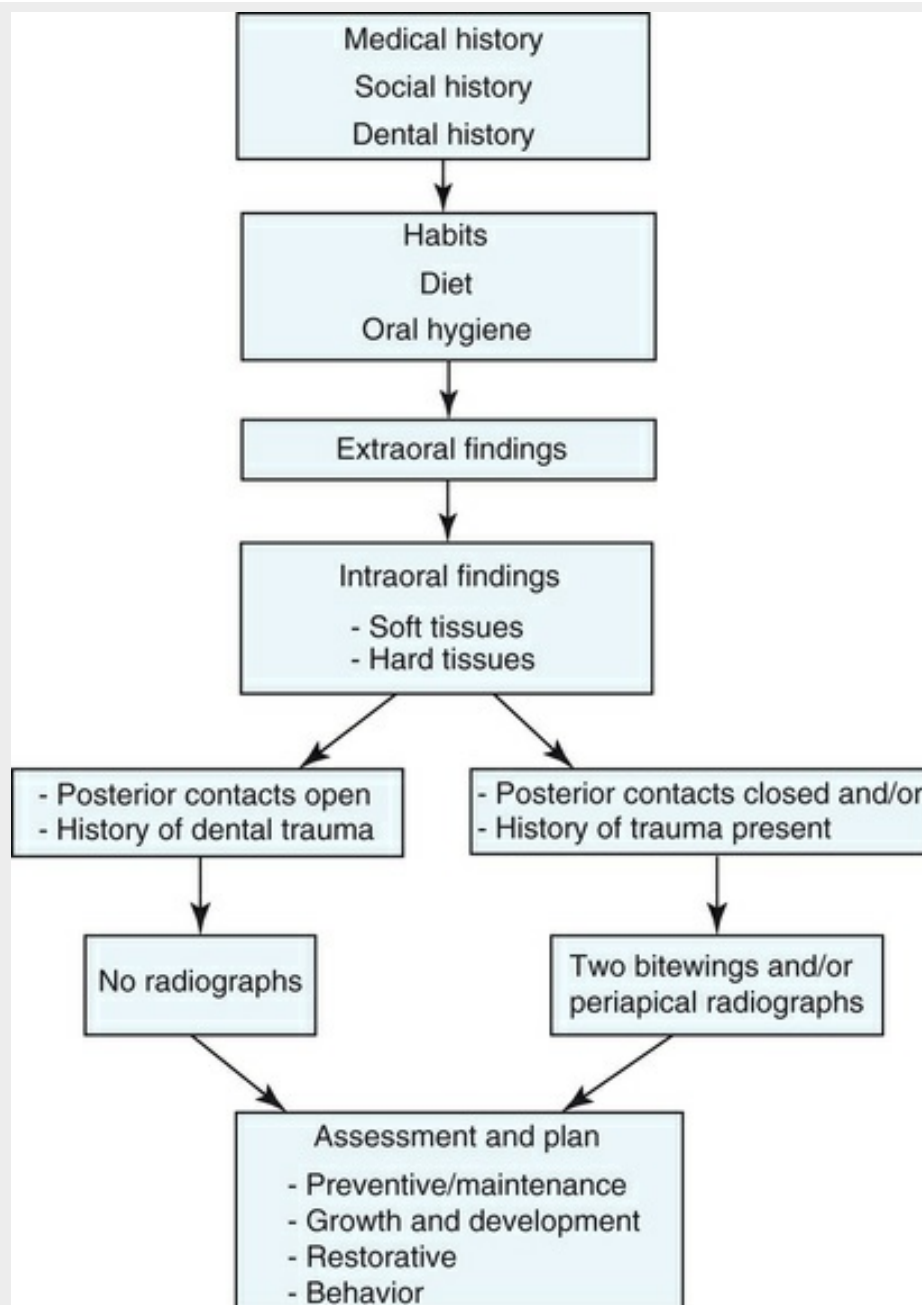 Medical history
Social history
Dental history
Habits
Diet
Oral hygiene
Extraoral findings
Intraoral findings
- Soft tissues
- Hard tissues
- Posterior contacts open
- History of dental trauma
- Posterior contacts closed and/or
- History of trauma present
No radiographs
Two bitewings and/or
periapical radiographs
Assessment and plan
- Preventive/maintenance
- Growth and development
- Restorative
- Behavior